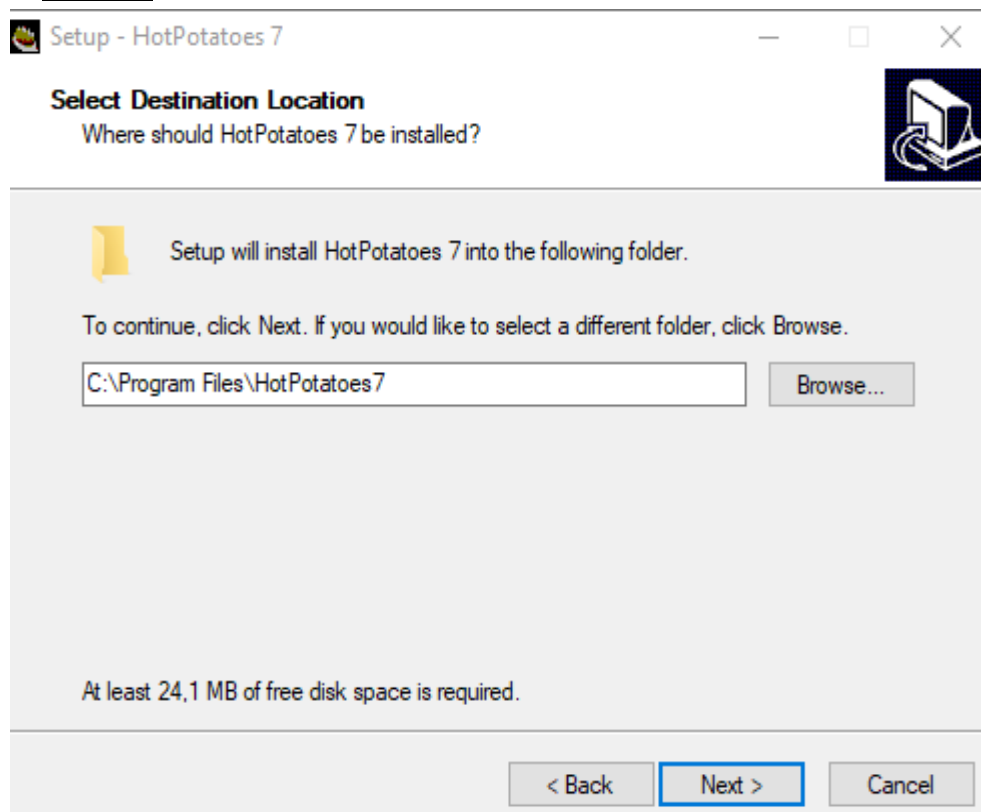 Setup - HotPotatoes 7
Select Destination Location
Where should HotPotatoes 7 be installed?
Setup will install HotPotatoes 7 into the following folder.
To continue, click Next. If you would like to select a different folder, click Browse.
C:\Program Files\HotPotatoes7
Browse...
At least 24,1 MB of free disk space is required.
< Back
Next >
Cancel